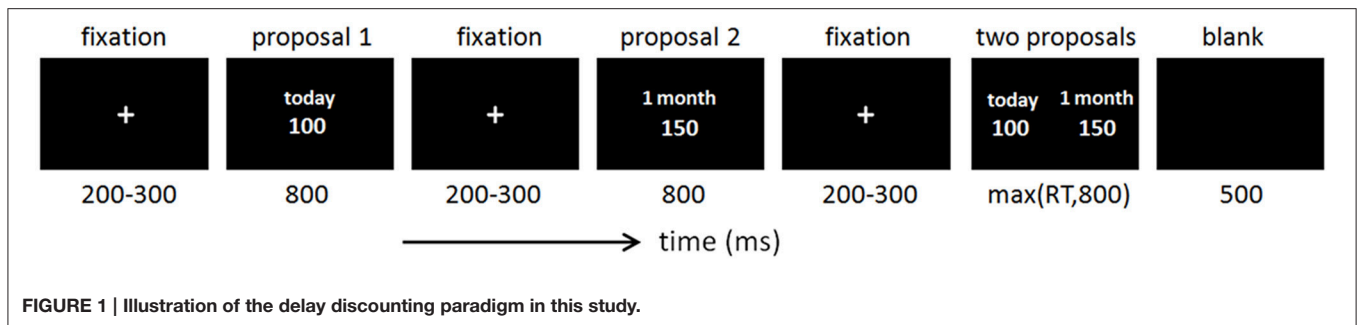 fixation proposal 1 fixation proposal 2 fixation two proposals blank
+
today
100
+
1 month
150
+
today 1 month
100 150
200-300 800 200-300 800 200-300 max(RT,800) 500
time (ms)
FIGURE 1 | Illustration of the delay discounting paradigm in this study.